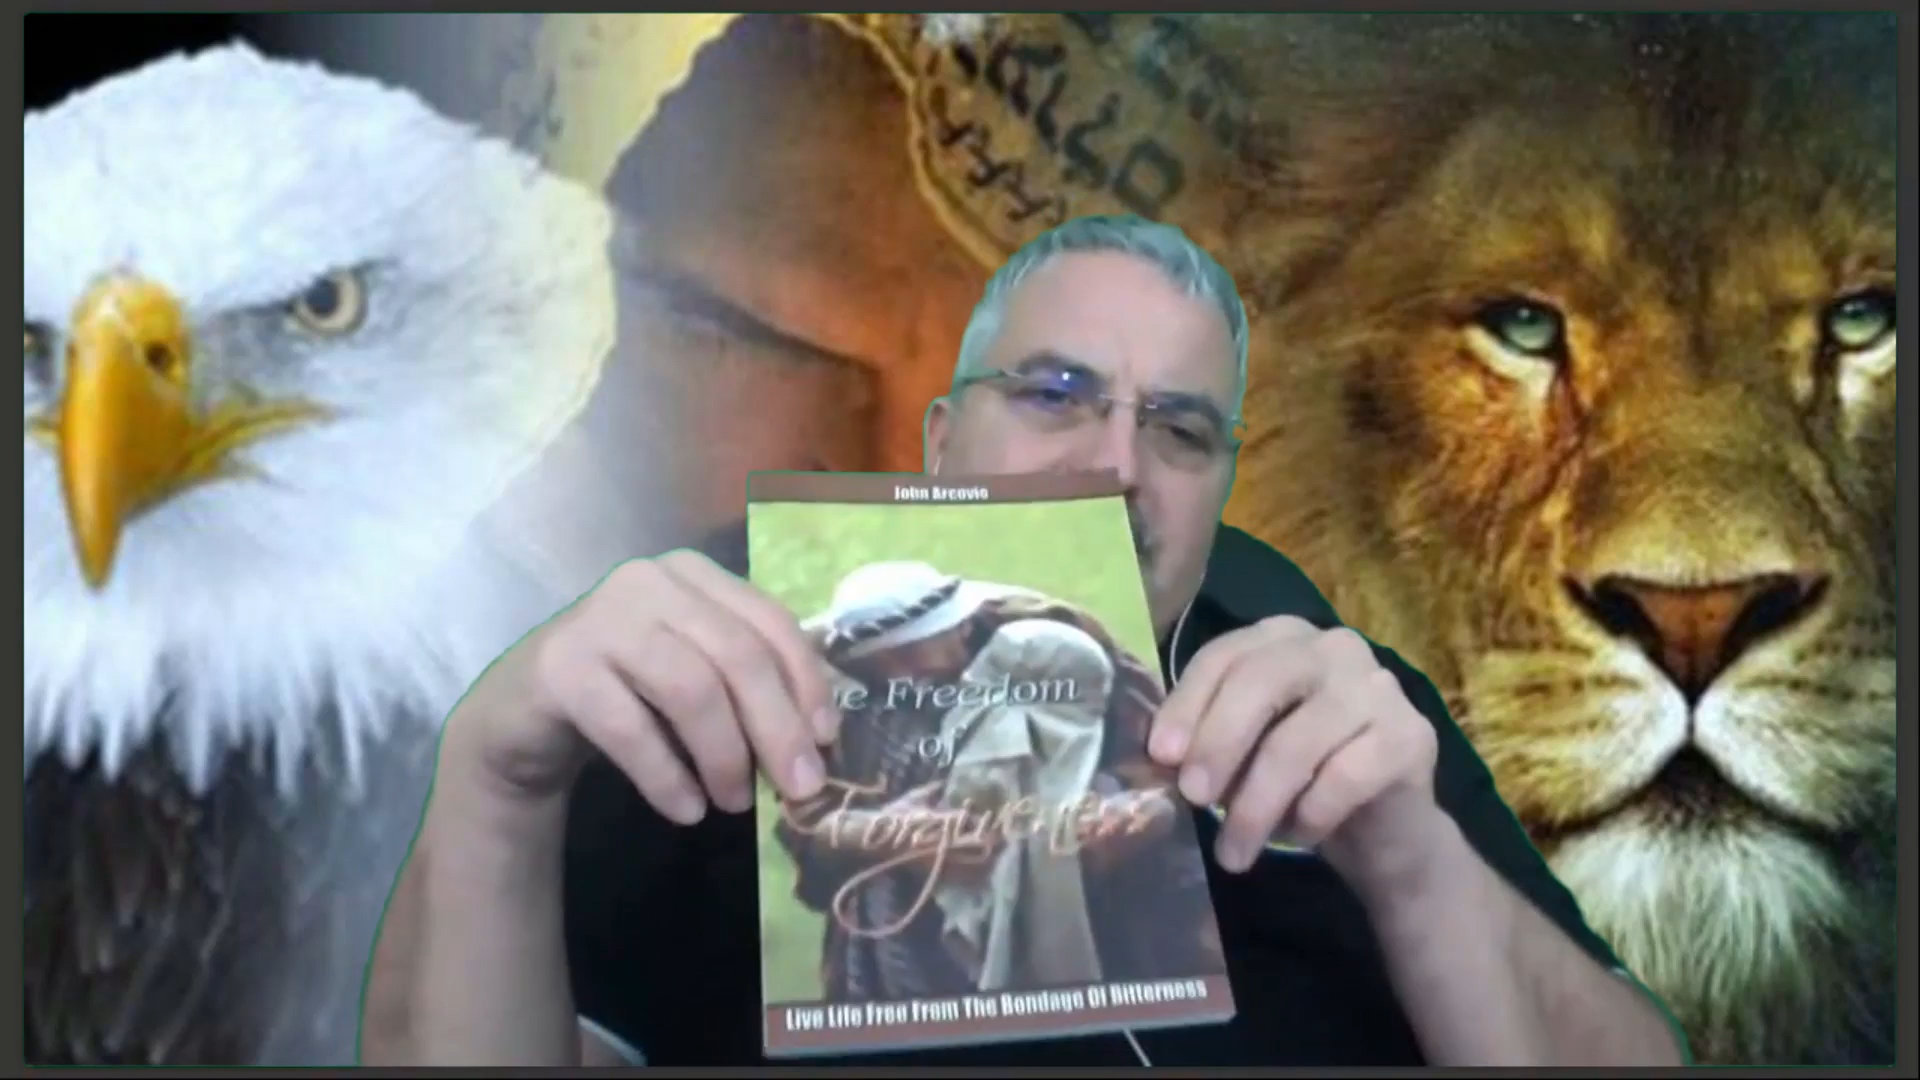 John Arcovio
e Freedom
of
Forgiveness
Live Life Free From The Bondage Of Bitterness